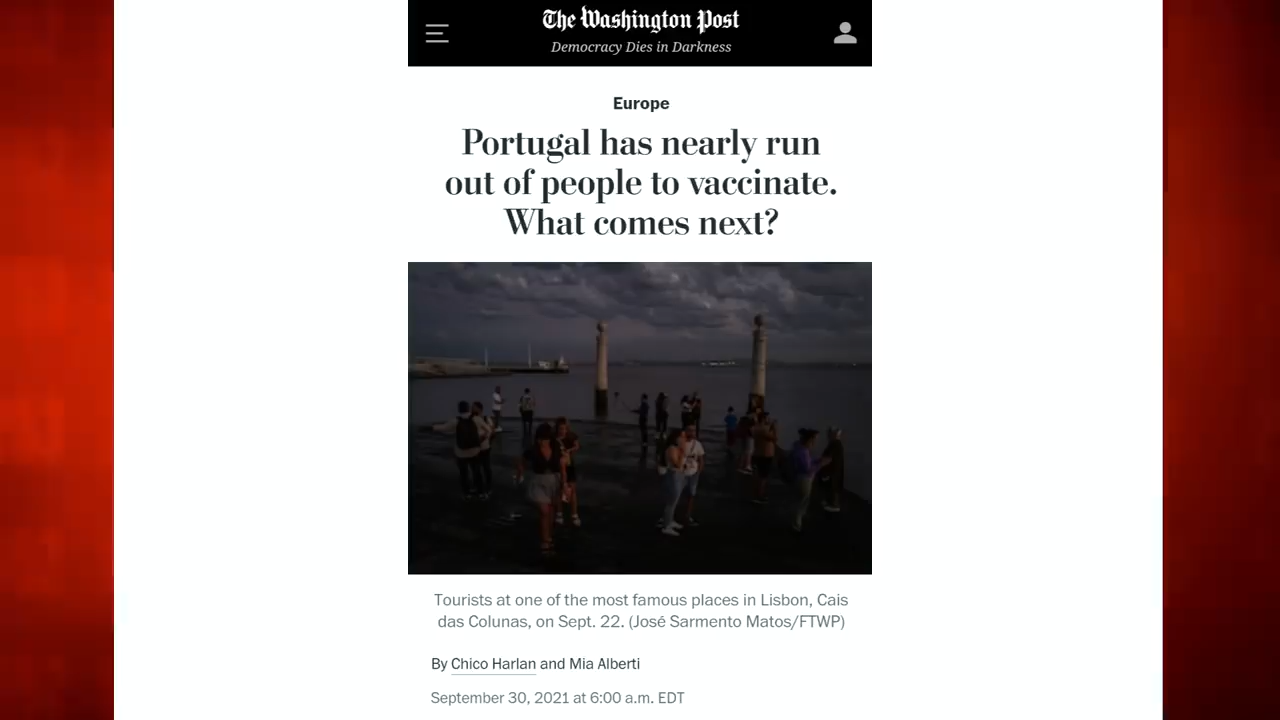 The Washington Post
Democracy Dies in Darkness
Europe
Portugal has nearly run
out of people to vaccinate.
What comes next?
Tourists at one of the most famous places in Lisbon, Cais
das Colunas, on Sept. 22. (José Sarmento Matos/FTWP)
By Chico Harlan and Mia Alberti
September 30, 2021 at 6:00 a.m. EDT